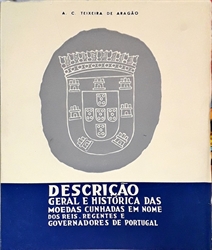 A. C. TEIXEIRA DE ARAGÃO
DESCRIÇÃO
GERAL E HISTÓRICA DAS
MOEDAS CUNHADAS EM NOME
DOS REIS, REGENTES E
GOVERNADORES DE PORTUGAL